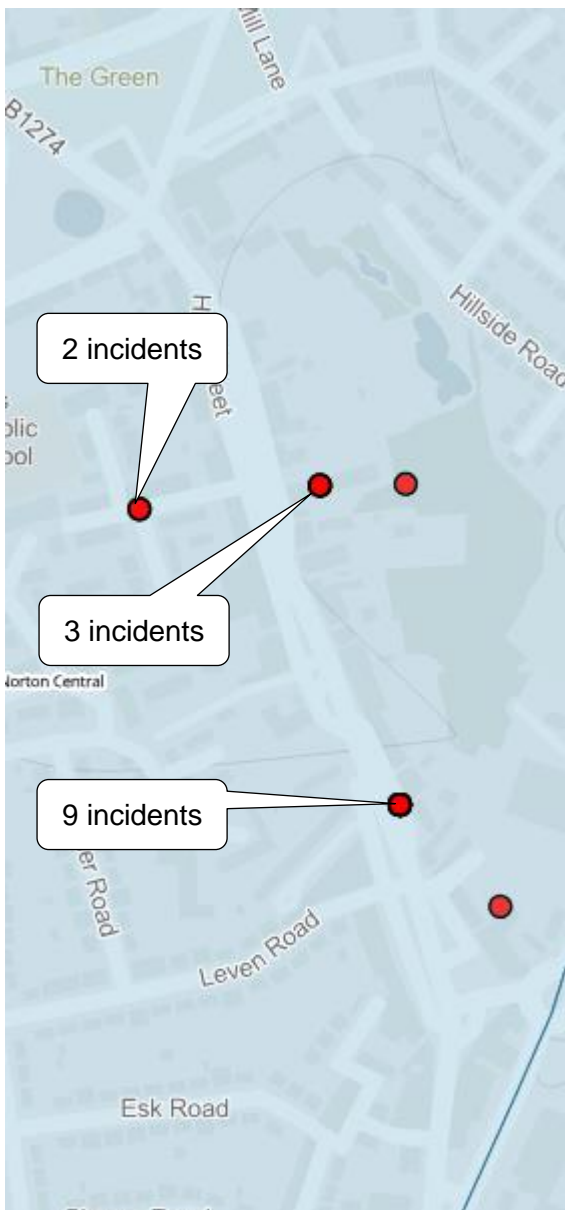 Mill Lane
The Green
B1274
Hillside Road
2 incidents
3 incidents
Norton Central
9 incidents
Road
Leven Road
Esk Road